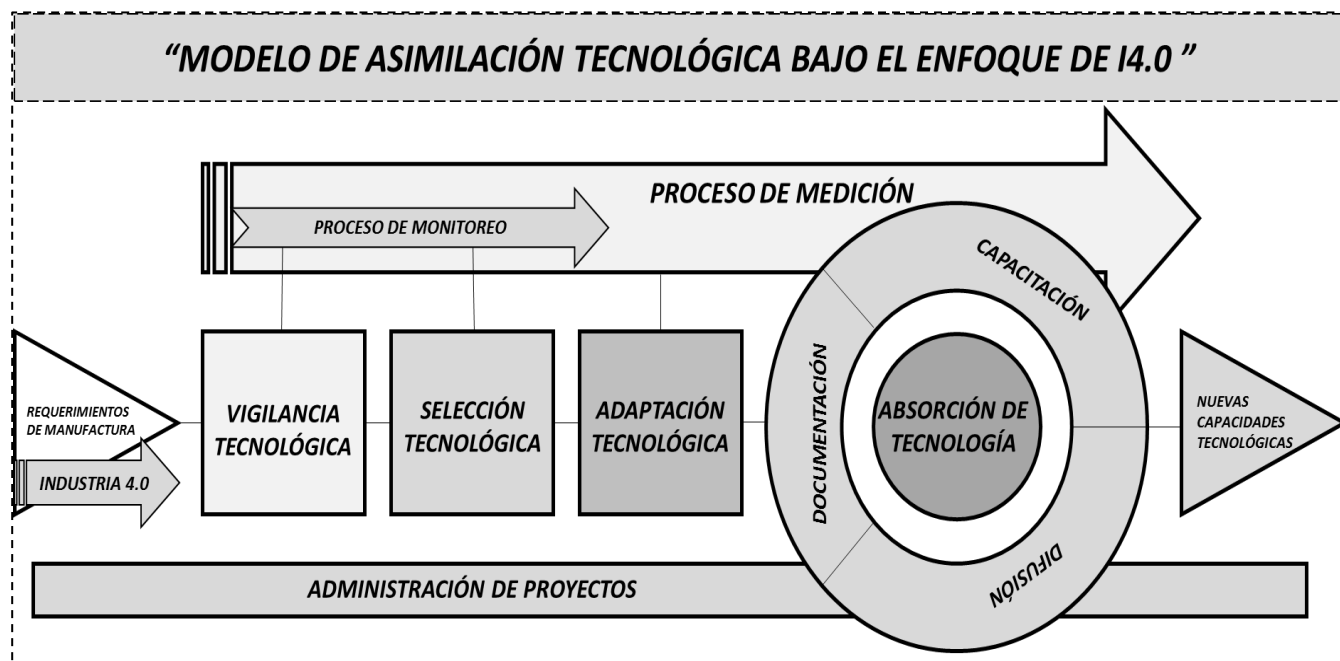 “MODELO DE ASIMILACIÓN TECNOLÓGICA BAJO EL ENFOQUE DE I4.0 ”
PROCESO DE MEDICIÓN
PROCESO DE MONITOREO
REQUERIMIENTOS
DE MANUFACTURA
INDUSTRIA 4.0
VIGILANCIA
TECNOLÓGICA
SELECCIÓN
TECNOLÓGICA
ADAPTACIÓN
TECNOLÓGICA
DOCUMENTACIÓN
CAPACITACIÓN
DIFUSIÓN
ABSORCIÓN DE
TECNOLOGÍA
NUEVAS
CAPACIDADES
TECNOLÓGICAS
ADMINISTRACIÓN DE PROYECTOS